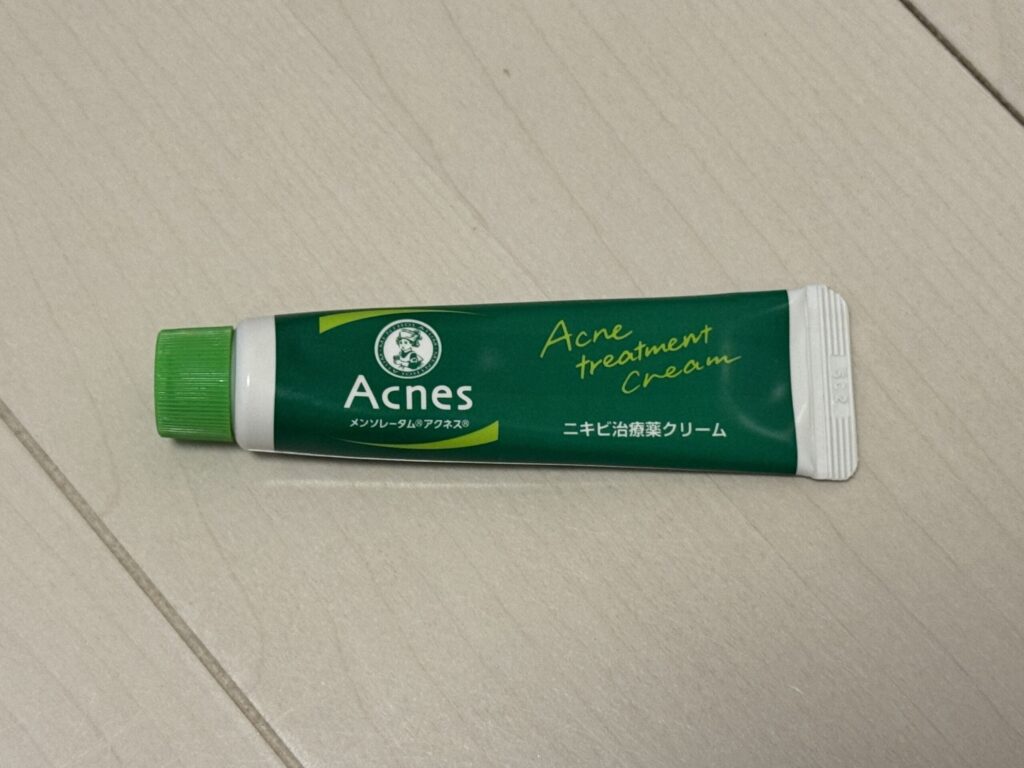 Acnes
メンソレータム®アクネス®
Acne
treatment
Cream
ニキビ治療薬クリーム